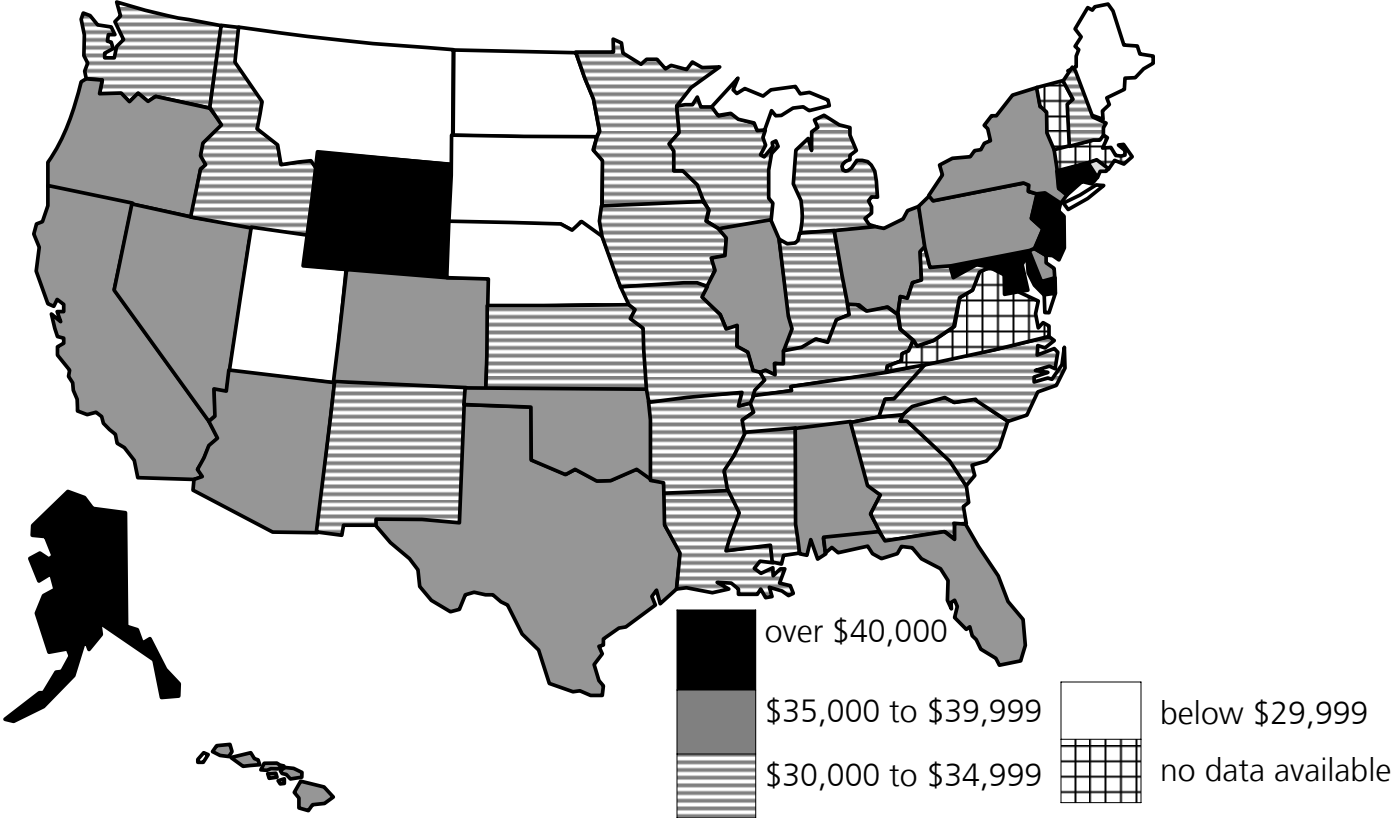 over $40,000
$35,000 to $39,999
$30,000 to $34,999
below $29,999
no data available